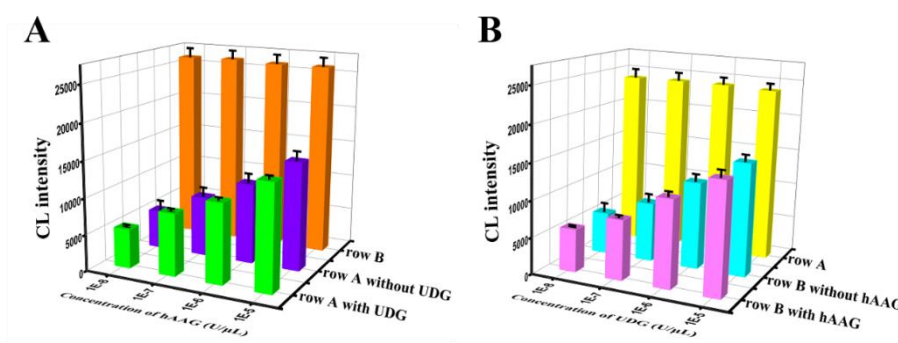 A
CL intensity
25000
20000
15000
10000
5000
0
1E-8
1E-7
1E-6
1E-5
Concentration of hAAG (U/μL)
row B
row A without UDG
row A with UDG
B
CL intensity
25000
20000
15000
10000
5000
0
1E-8
1E-7
1E-6
1E-5
Concentration of UDG (U/μL)
row A
row B without hAAG
row B with hAAG